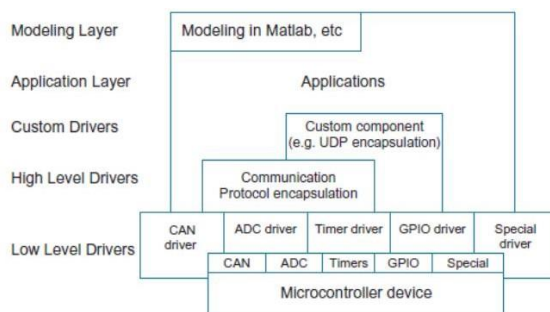 Modeling Layer
Modeling in Matlab, etc
Application Layer
Applications
Custom Drivers
Custom component
(e.g. UDP encapsulation)
High Level Drivers
Communication
Protocol encapsulation
Low Level Drivers
CAN
driver
ADC driver
Timer driver
GPIO driver
Special
driver
CAN
ADC
Timers
GPIO
Special
Microcontroller device